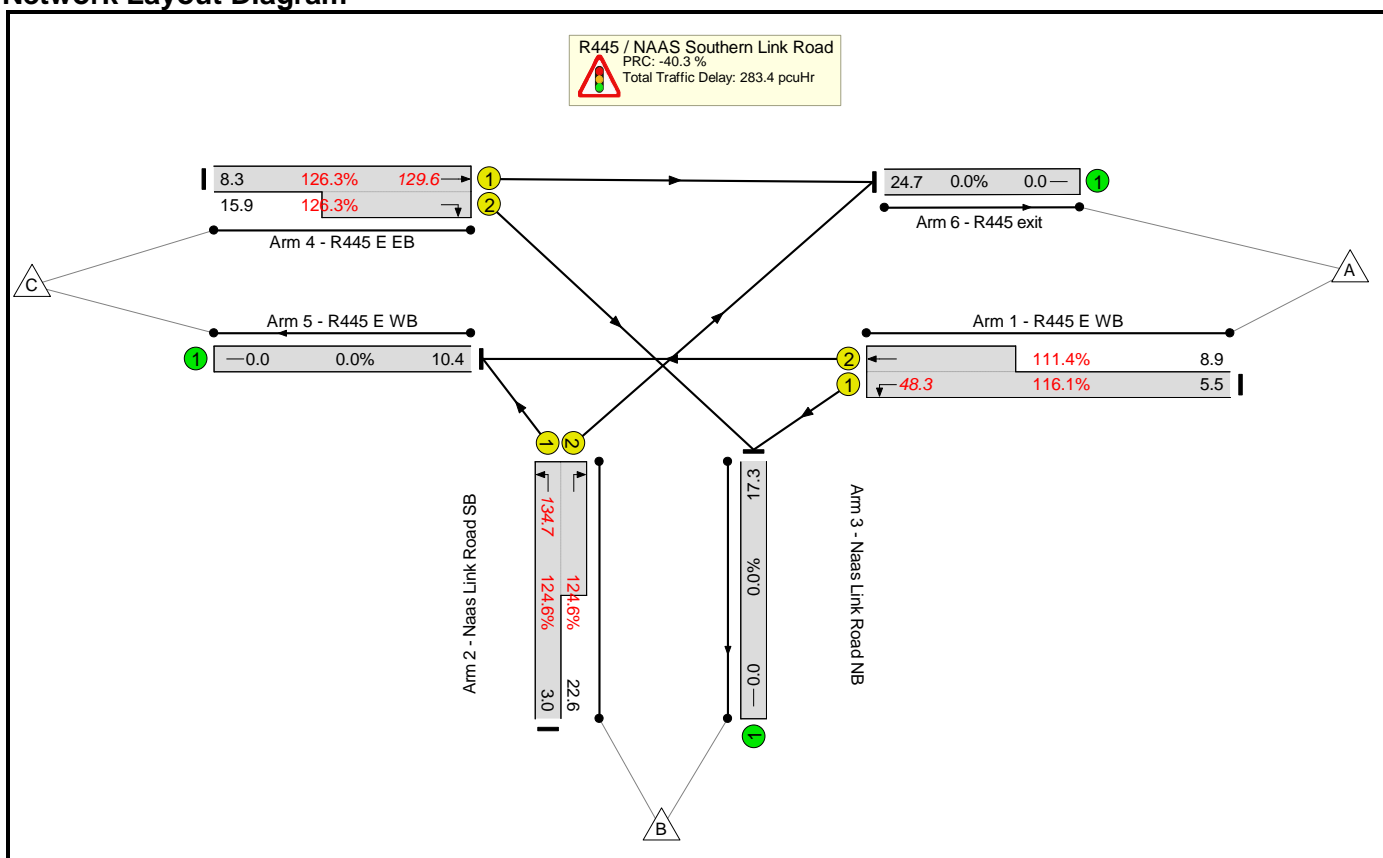 Network Layout Diagram
R445 / NAAS Southern Link Road
PRC: -40.3 %
Total Traffic Delay: 283.4 pcuHr
8.3 126.3% 129.6 1
15.9 126.3% 2
Arm 4 - R445 E EB
24.7 0.0% 0.0 1
Arm 6 - R445 exit
C
A
Arm 5 - R445 E WB
1 0.0 0.0% 10.4
Arm 1 - R445 E WB
2 111.4% 8.9
1 48.3 116.1% 5.5
1 2
Arm 2 - Naas Link Road SB
134.7 124.6% 3.0
124.6% 22.6
17.3 0.0% 0.0
1
Arm 3 - Naas Link Road NB
B